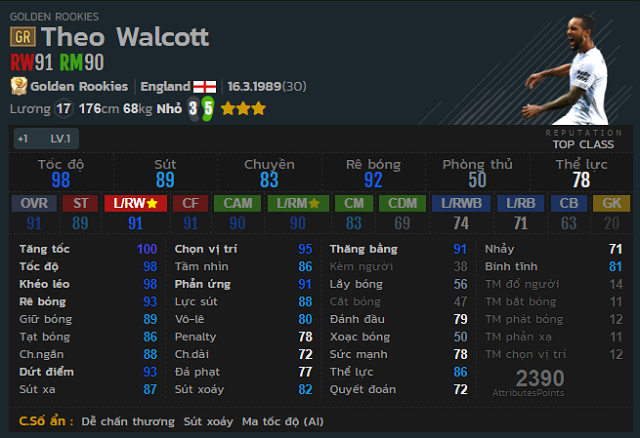 GOLDEN ROOKIES
GR Theo Walcott
RW91 RM90
Golden Rookies England 16.3.1989(30)
Lương 17 176cm 68kg Nhỏ 3 5
REPUTATION
+1 LV.1 TOP CLASS
Tốc độ Sút Chuyền Rê bóng Phòng thủ Thể lực
98 89 83 92 50 78
OVR ST L/RW CF CAM L/RM CM CDM L/RWB L/RB CB GK
91 89 91 91 90 90 83 69 74 71 63 20
Tăng tốc 100 Chọn vị trí 95 Thăng bằng 91 Nhảy 71
Tốc độ 98 Tầm nhìn 86 Kèm người 38 Bình tĩnh 81
Khéo léo 98 Phản ứng 91 Lấy bóng 56 TM đổ người 14
Rê bóng 93 Lực sút 88 Cắt bóng 47 TM bắt bóng 11
Giữ bóng 89 Vô-lê 80 Đánh đầu 79 TM phát bóng 12
Tạt bóng 86 Penalty 78 Xoạc bóng 50 TM phản xạ 11
Ch.ngắn 88 Ch.dài 72 Sức mạnh 78 TM chọn vị trí 12
Dứt điểm 93 Đá phạt 77 Thể lực 86 2390
Sút xa 87 Sút xoáy 82 Quyết đoán 72 AttributesPoints
C.Số ẩn : Dễ chấn thương Sút xoáy Ma tốc độ (AI)